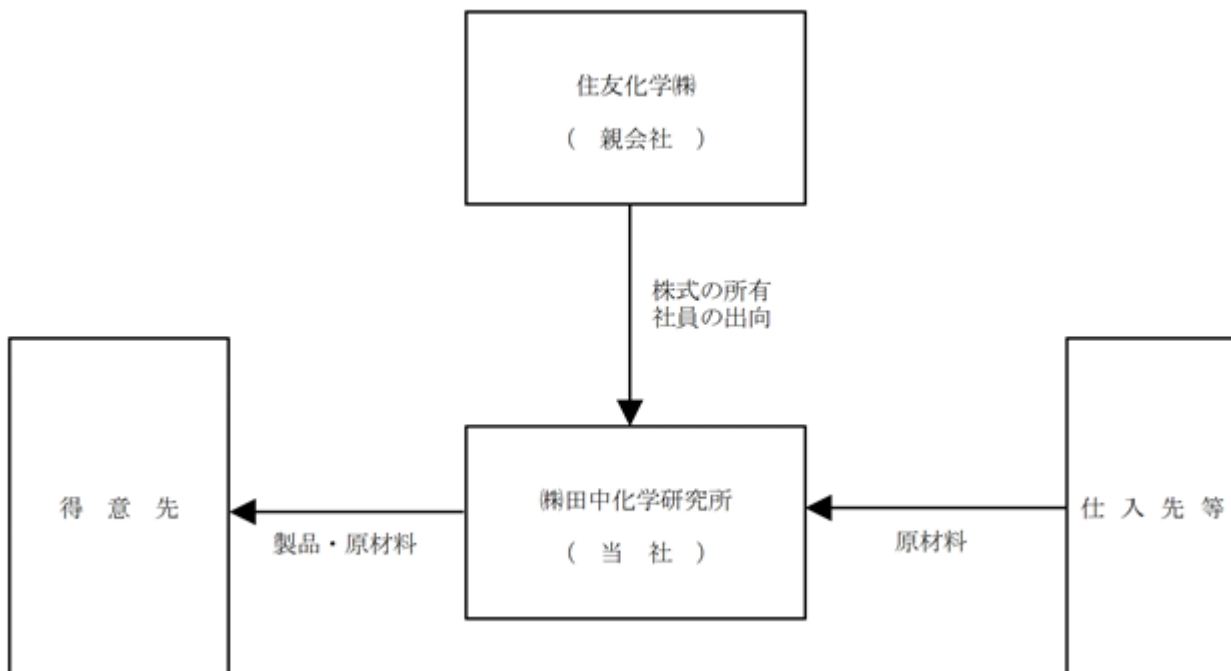 住友化学㈱
（　親会社　）
株式の所有
社員の出向
得　意　先
製品・原材料
㈱田中化学研究所
（　当　社　）
原材料
仕 入 先 等